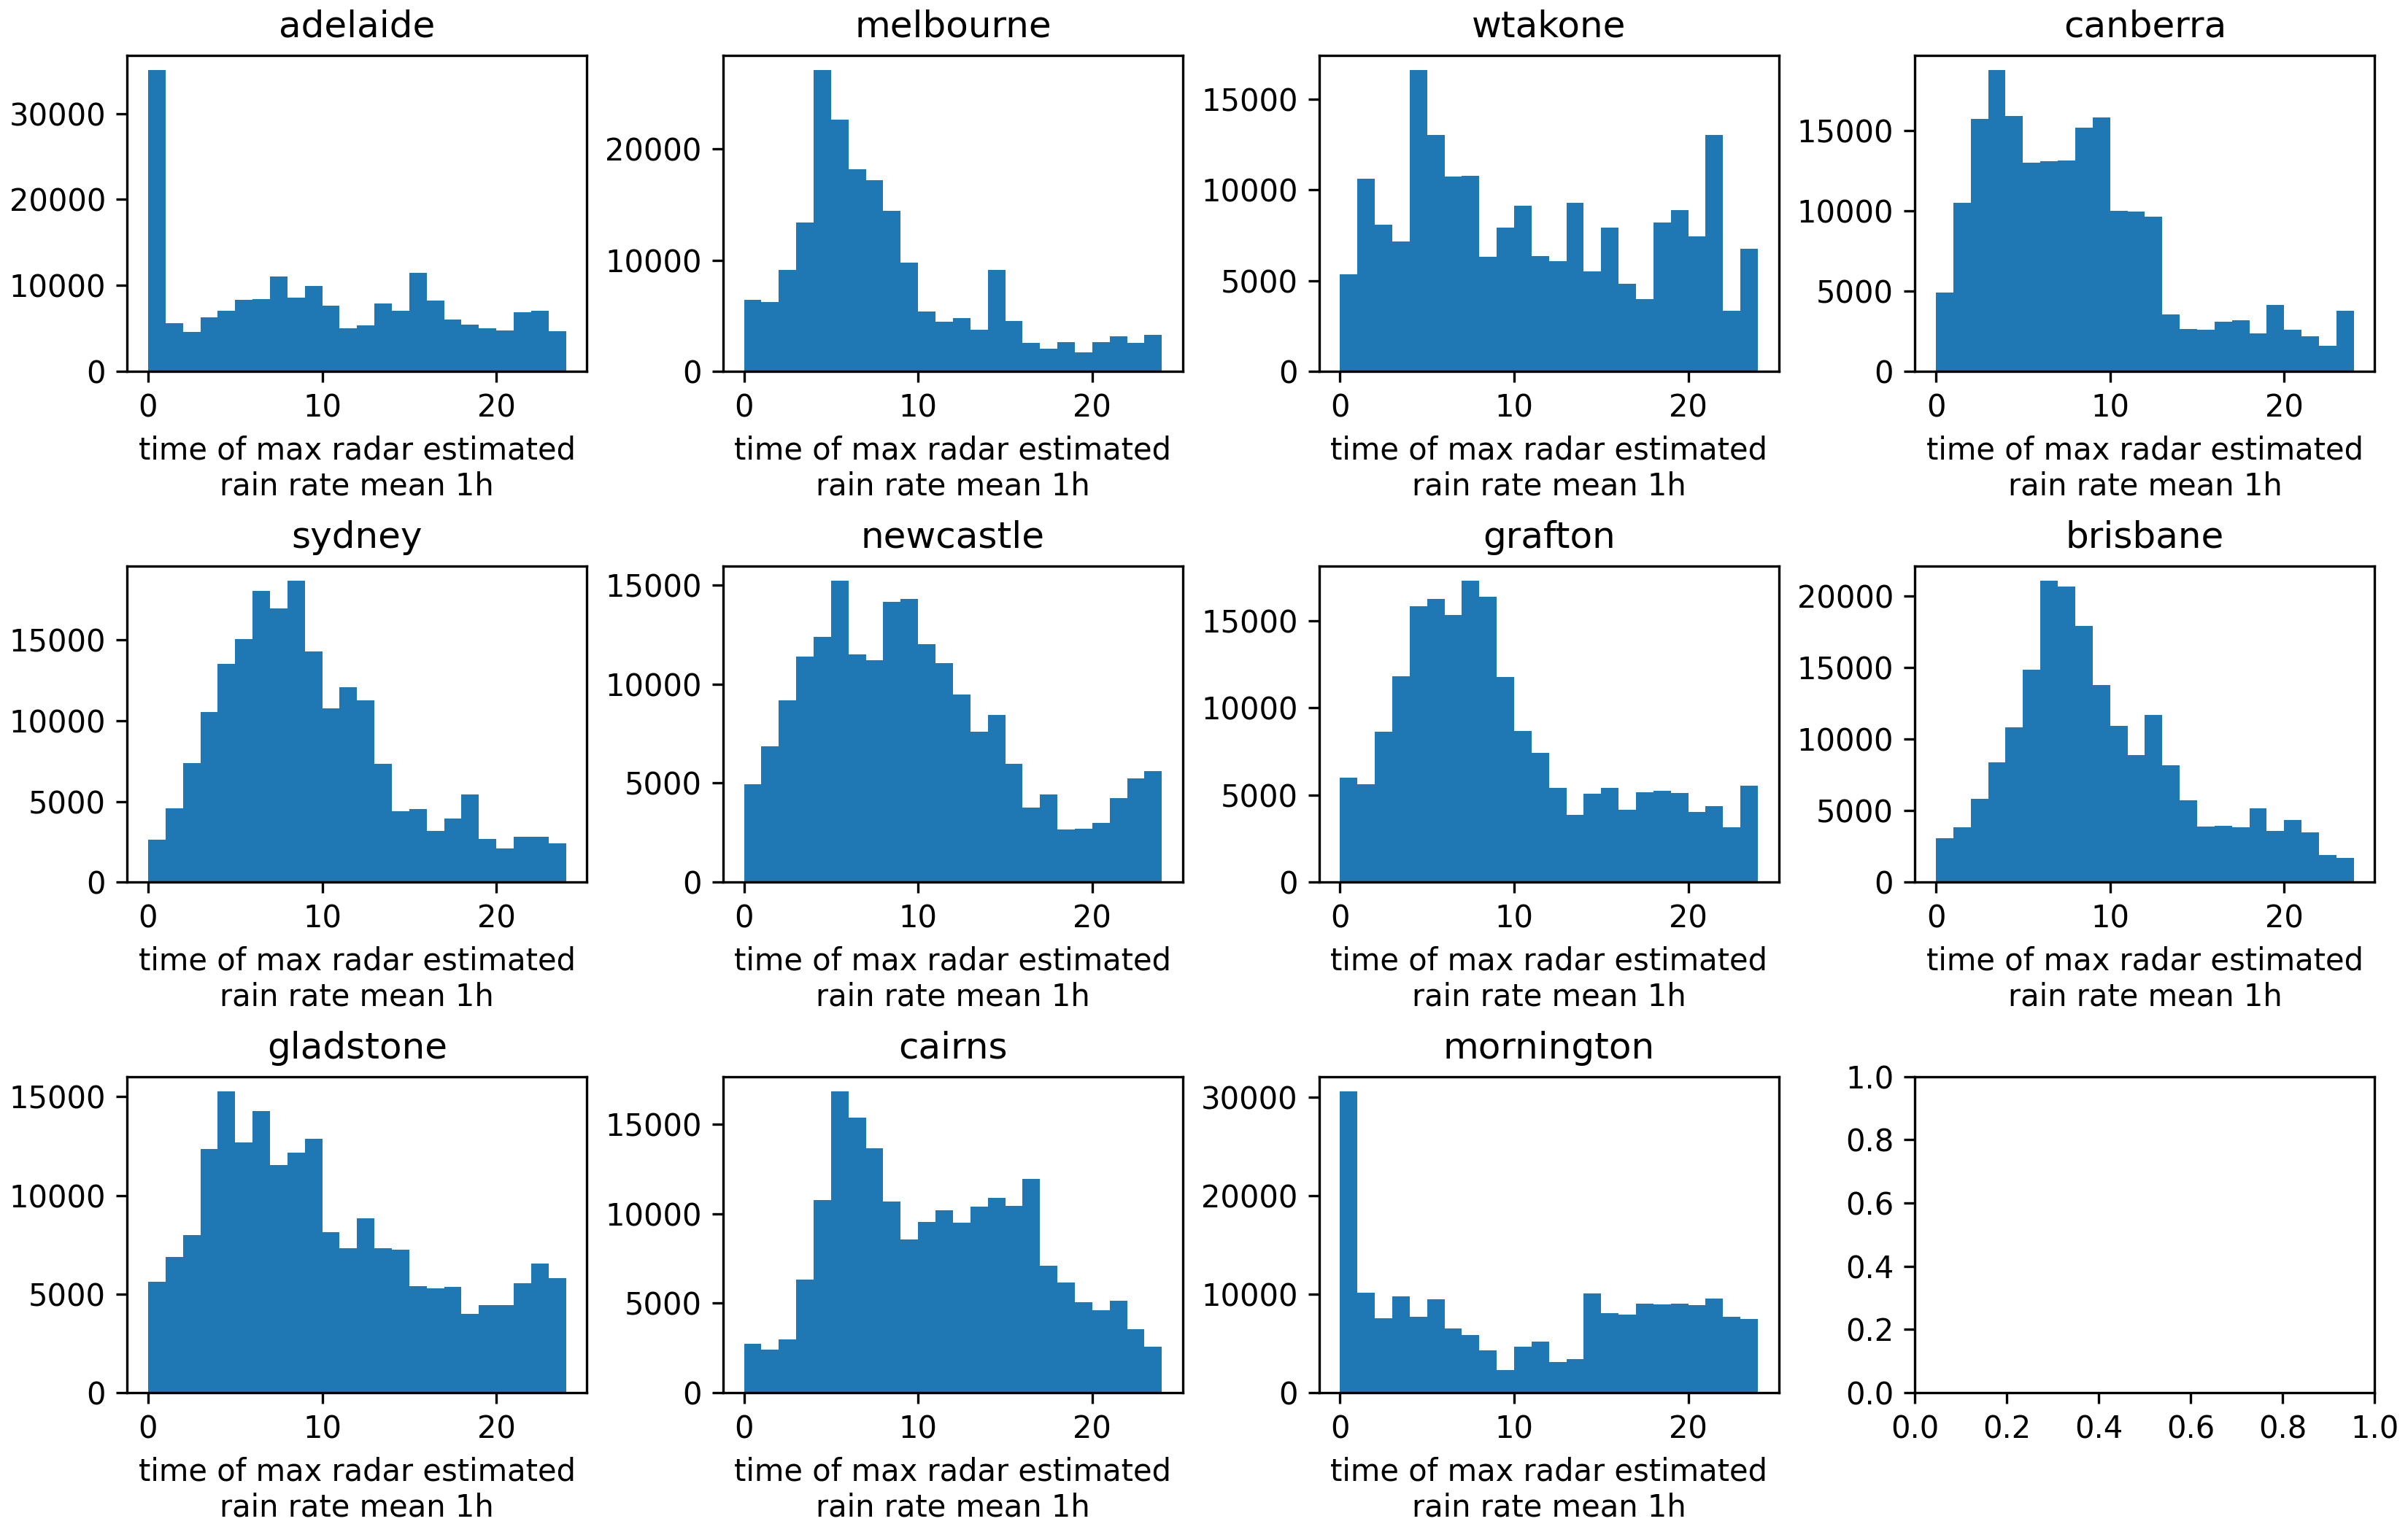 adelaide
30000
20000
10000
0
0 10 20
time of max radar estimated
rain rate mean 1h
melbourne
20000
10000
0
0 10 20
time of max radar estimated
rain rate mean 1h
wtakone
15000
10000
5000
0
0 10 20
time of max radar estimated
rain rate mean 1h
canberra
15000
10000
5000
0
0 10 20
time of max radar estimated
rain rate mean 1h
sydney
15000
10000
5000
0
0 10 20
time of max radar estimated
rain rate mean 1h
newcastle
15000
10000
5000
0
0 10 20
time of max radar estimated
rain rate mean 1h
grafton
15000
10000
5000
0
0 10 20
time of max radar estimated
rain rate mean 1h
brisbane
20000
15000
10000
5000
0
0 10 20
time of max radar estimated
rain rate mean 1h
gladstone
15000
10000
5000
0
0 10 20
time of max radar estimated
rain rate mean 1h
cairns
15000
10000
5000
0
0 10 20
time of max radar estimated
rain rate mean 1h
mornington
30000
20000
10000
0
0 10 20
time of max radar estimated
rain rate mean 1h
1.0
0.8
0.6
0.4
0.2
0.0
0.0 0.2 0.4 0.6 0.8 1.0